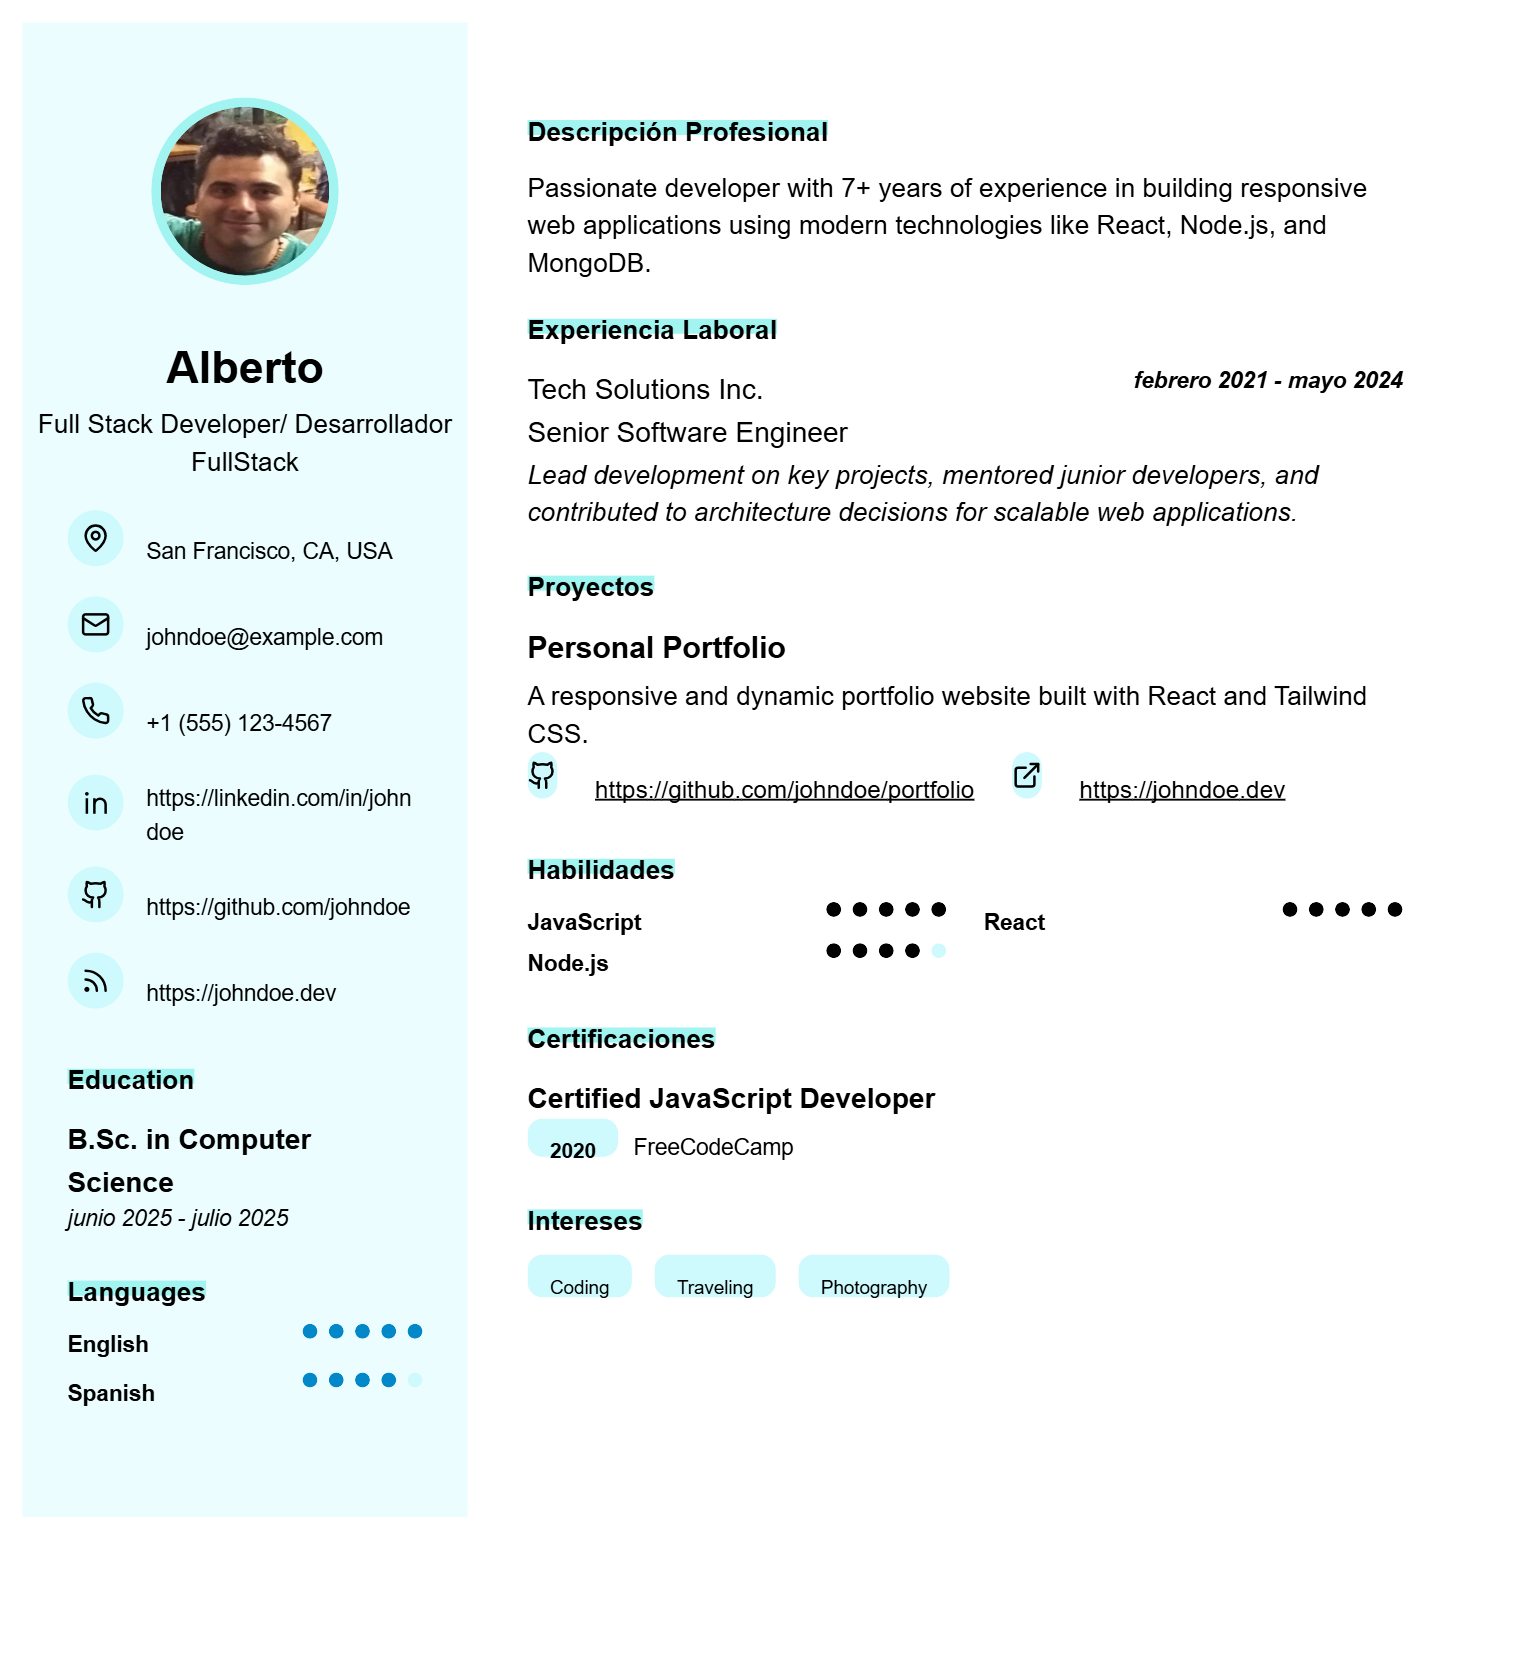 Alberto
Full Stack Developer/ Desarrollador
FullStack
San Francisco, CA, USA
johndoe@example.com
+1 (555) 123-4567
https://linkedin.com/in/john
doe
https://github.com/johndoe
https://johndoe.dev
Education
B.Sc. in Computer
Science
junio 2025 - julio 2025
Languages
English
Spanish
Descripción Profesional
Passionate developer with 7+ years of experience in building responsive
web applications using modern technologies like React, Node.js, and
MongoDB.
Experiencia Laboral
Tech Solutions Inc.
febrero 2021 - mayo 2024
Senior Software Engineer
Lead development on key projects, mentored junior developers, and
contributed to architecture decisions for scalable web applications.
Proyectos
Personal Portfolio
A responsive and dynamic portfolio website built with React and Tailwind
CSS.
https://github.com/johndoe/portfolio https://johndoe.dev
Habilidades
JavaScript React
Node.js
Certificaciones
Certified JavaScript Developer
2020 FreeCodeCamp
Intereses
Coding Traveling Photography